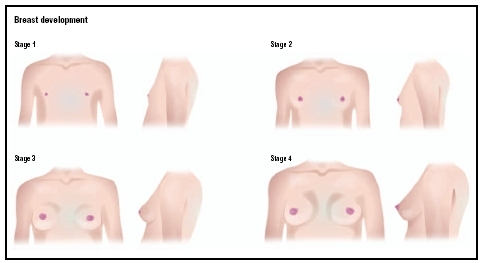 Breast development
Stage 1
Stage 2
Stage 3
Stage 4